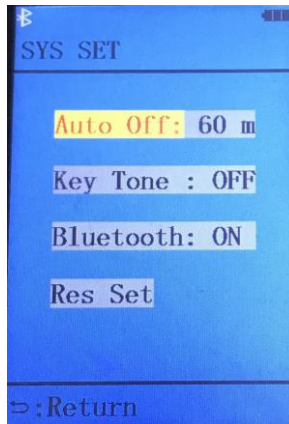 SYS SET
Auto Off: 60 m
Key Tone : OFF
Bluetooth: ON
Res Set
:Return